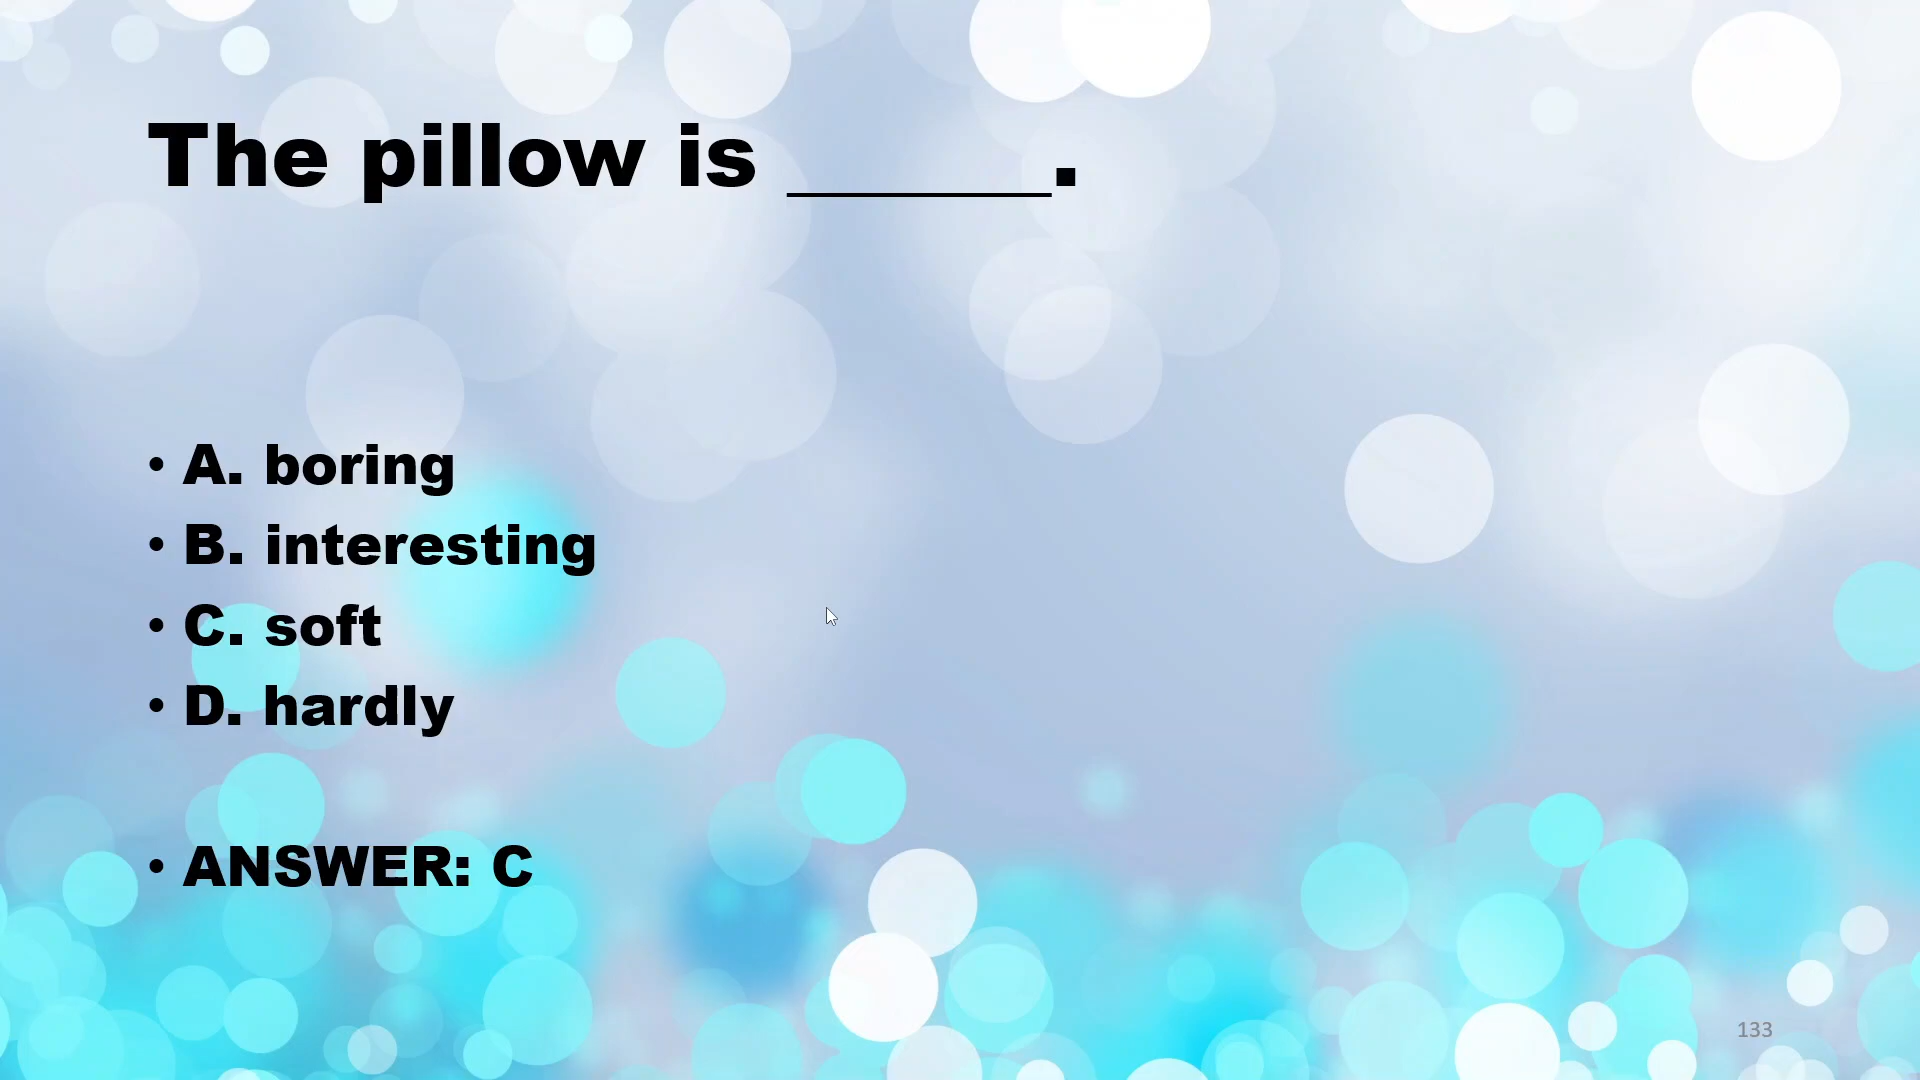 The pillow is ______.
• A. boring
• B. interesting
• C. soft
• D. hardly
• ANSWER: C
133